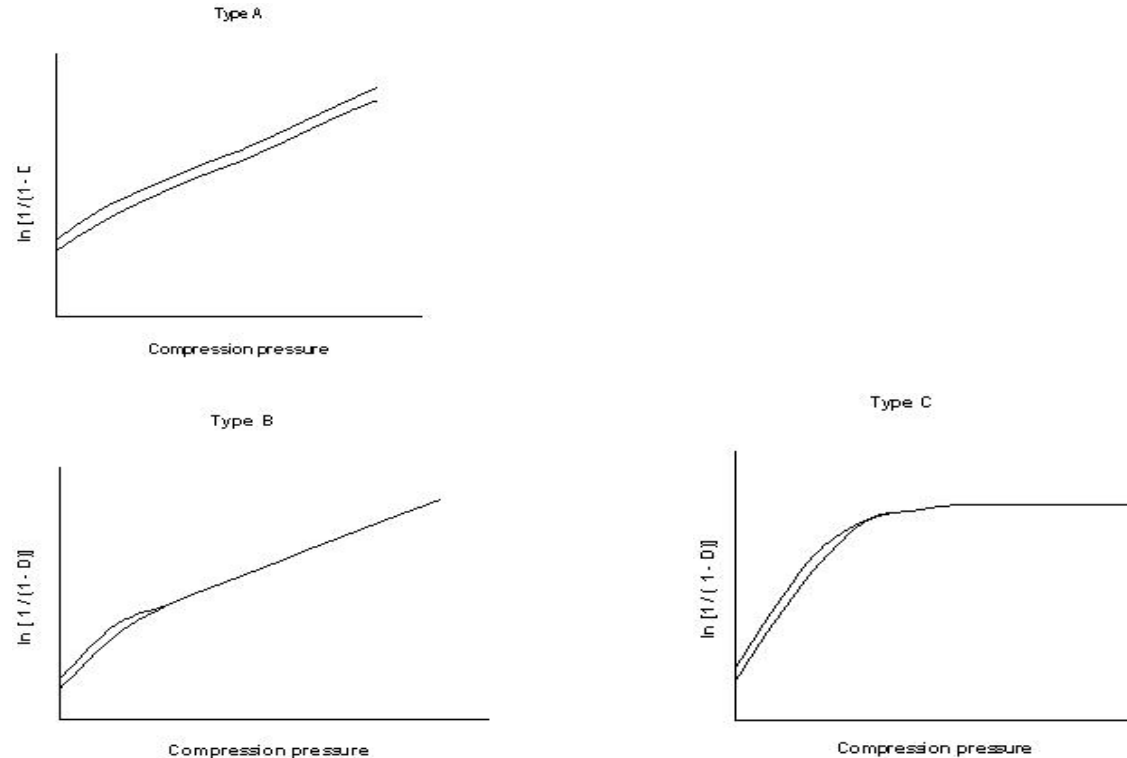 Type A
ln [1/(1 - D
Compression pressure
Type B
ln [1 / (1 - D)]
Compression pressure
Type C
ln [1 / ( 1 - D)]
Compression pressure